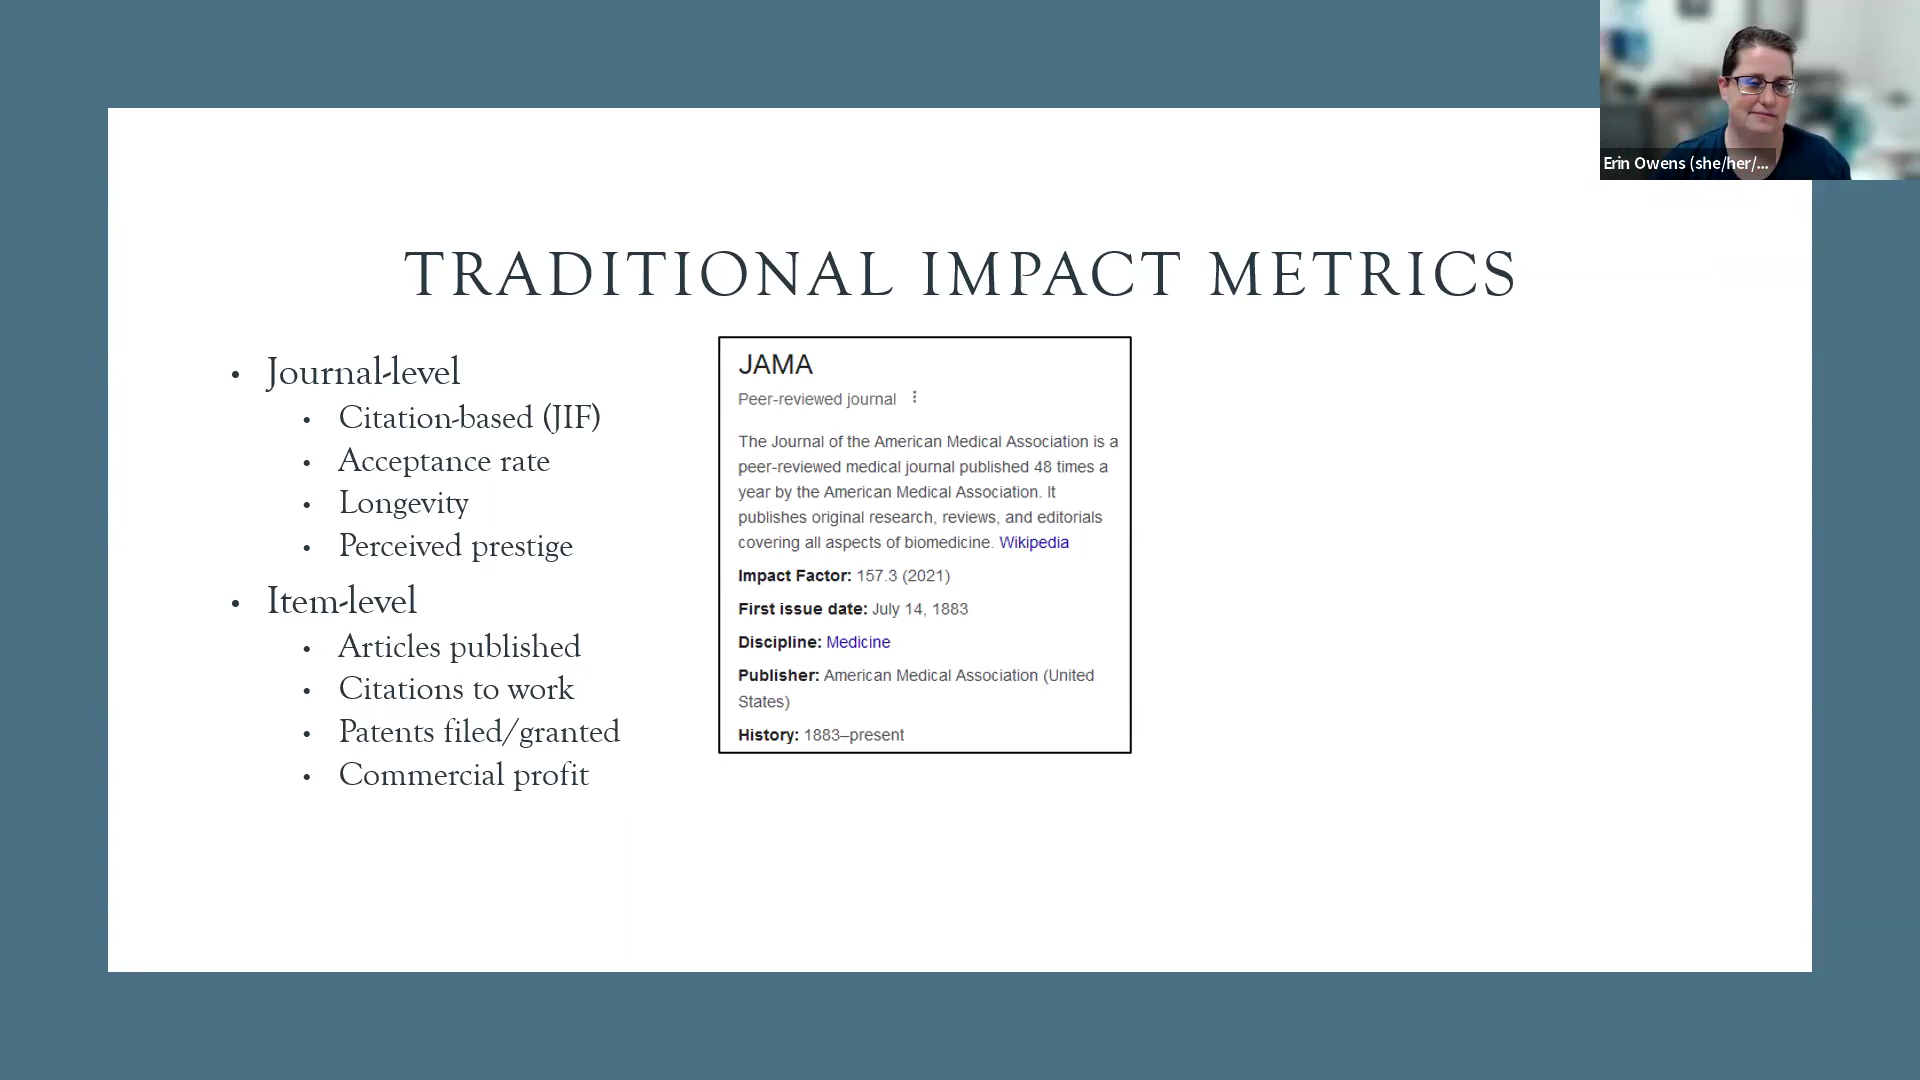 Erin Owens (she/her/...
TRADITIONAL IMPACT METRICS
• Journal-level
• Citation-based (JIF)
• Acceptance rate
• Longevity
• Perceived prestige
• Item-level
• Articles published
• Citations to work
• Patents filed/granted
• Commercial profit
JAMA
Peer-reviewed journal
The Journal of the American Medical Association is a
peer-reviewed medical journal published 48 times a
year by the American Medical Association. It
publishes original research, reviews, and editorials
covering all aspects of biomedicine. Wikipedia
Impact Factor: 157.3 (2021)
First issue date: July 14, 1883
Discipline: Medicine
Publisher: American Medical Association (United
States)
History: 1883–present